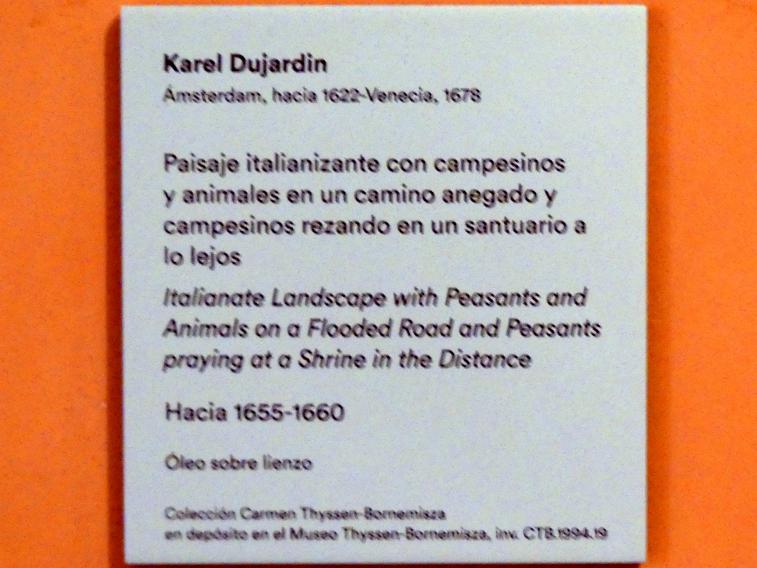 Karel Dujardin
Ámsterdam, hacia 1622-Venecia, 1678
Paisaje italianizante con campesinos
y animales en un camino anegado y
campesinos rezando en un santuario a
lo lejos
Italianate Landscape with Peasants and
Animals on a Flooded Road and Peasants
praying at a Shrine in the Distance
Hacia 1655-1660
Óleo sobre lienzo
Colección Carmen Thyssen-Bornemisza
en depósito en el Museo Thyssen-Bornemisza, inv. CTB.1994.19